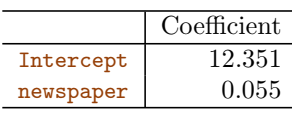 Coefficient
Intercept 12.351
newspaper 0.055